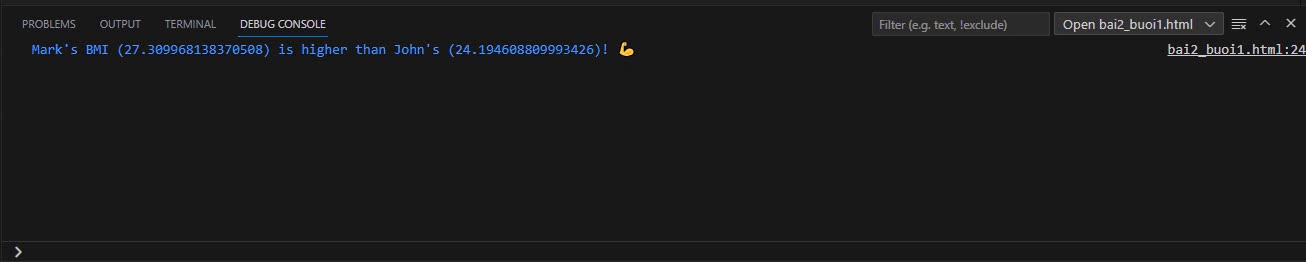 PROBLEMS OUTPUT TERMINAL DEBUG CONSOLE Filter (e.g. text, !exclude) Open bai2_buoi1.html
Mark's BMI (27.309968138370508) is higher than John's (24.194608809993426)! 💪 bai2_buoi1.html:24